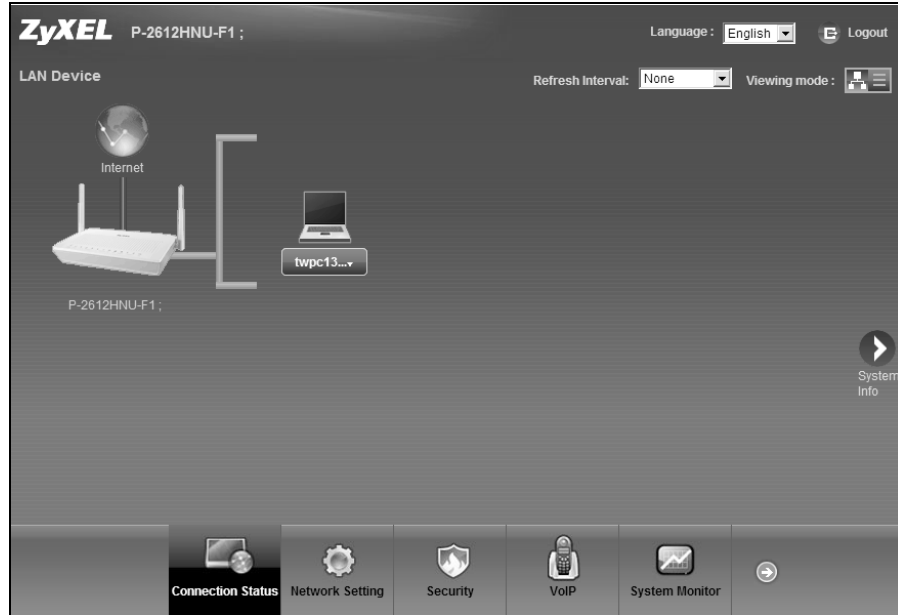 ZyXEL P-2612HNU-F1 ;
Language : English
Logout
LAN Device
Refresh Interval: None
Viewing mode :
Internet
twpc13...
P-2612HNU-F1 ;
System
Info
Connection Status
Network Setting
Security
VoIP
System Monitor